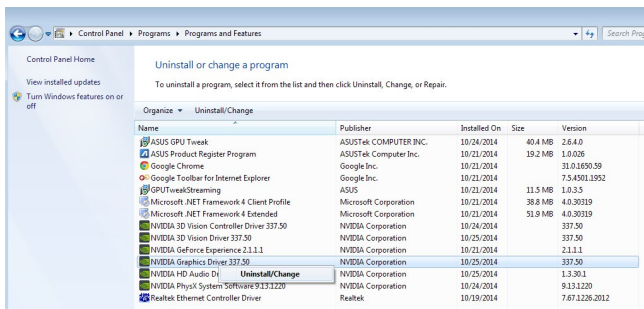 Control Panel ▸ Programs ▸ Programs and Features
Search Prog
Control Panel Home
View installed updates
Turn Windows features on or off
Uninstall or change a program
To uninstall a program, select it from the list and then click Uninstall, Change, or Repair.
Organize Uninstall/Change
Name Publisher Installed On Size Version
ASUS GPU Tweak ASUSTek COMPUTER INC. 10/24/2014 40.4 MB 2.6.4.0
ASUS Product Register Program ASUSTek Computer Inc. 10/21/2014 19.2 MB 1.0.026
Google Chrome Google Inc. 10/21/2014 31.0.1650.59
Google Toolbar for Internet Explorer Google Inc. 10/21/2014 7.5.4501.1952
GPUTweakStreaming ASUS 10/21/2014 11.5 MB 1.0.3.5
Microsoft .NET Framework 4 Client Profile Microsoft Corporation 10/21/2014 38.8 MB 4.0.30319
Microsoft .NET Framework 4 Extended Microsoft Corporation 10/21/2014 51.9 MB 4.0.30319
NVIDIA 3D Vision Controller Driver 337.50 NVIDIA Corporation 10/24/2014 337.50
NVIDIA 3D Vision Driver 337.50 NVIDIA Corporation 10/25/2014 337.50
NVIDIA GeForce Experience 2.1.1.1 NVIDIA Corporation 10/21/2014 2.1.1.1
NVIDIA Graphics Driver 337.50 NVIDIA Corporation 10/25/2014 337.50
NVIDIA HD Audio Dr Uninstall/Change NVIDIA Corporation 10/25/2014 1.3.30.1
NVIDIA PhysX System Software 9.13.1220 NVIDIA Corporation 10/24/2014 9.13.1220
Realtek Ethernet Controller Driver Realtek 10/19/2014 7.67.1226.2012